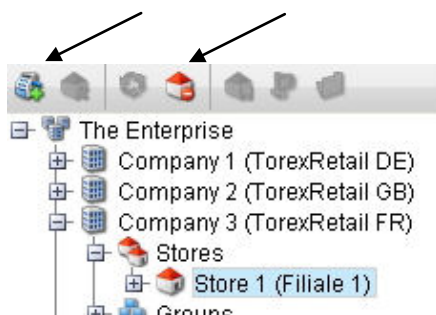 The Enterprise
Company 1 (TorexRetail DE)
Company 2 (TorexRetail GB)
Company 3 (TorexRetail FR)
Stores
Store 1 (Filiale 1)
Groups